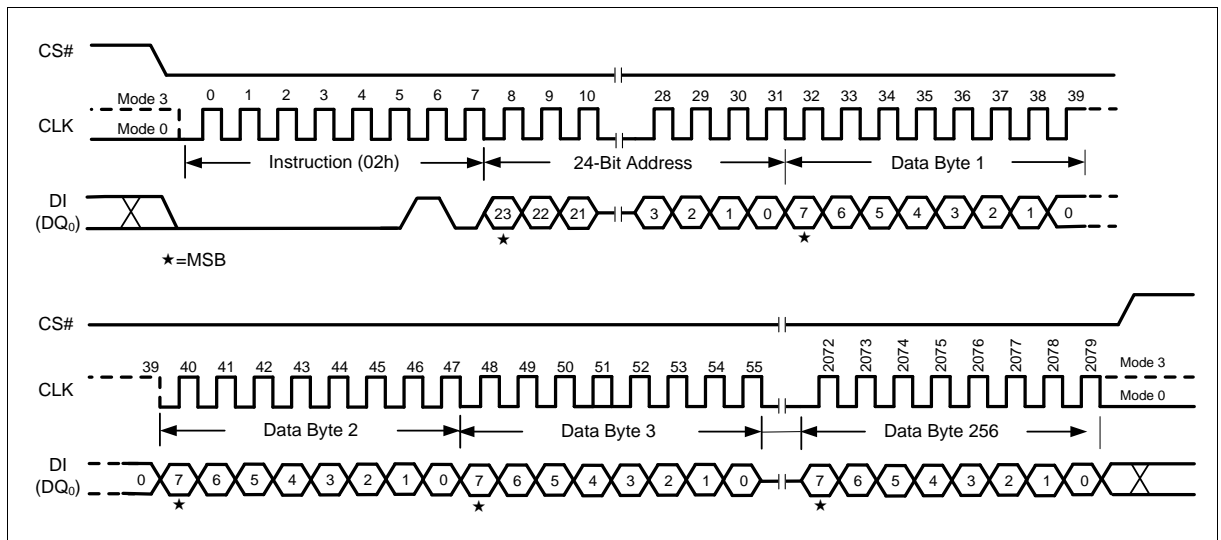 CS#
Mode 3 0 1 2 3 4 5 6 7 8 9 10 28 29 30 31 32 33 34 35 36 37 38 39
CLK Mode 0
Instruction (02h) 24-Bit Address Data Byte 1
DI
(DQ₀) 23 22 21 3 2 1 0 7 6 5 4 3 2 1 0
★ ★
★=MSB
CS#
39 40 41 42 43 44 45 46 47 48 49 50 51 52 53 54 55 2072 2073 2074 2075 2076 2077 2078 2079 Mode 3
CLK Mode 0
Data Byte 2 Data Byte 3 Data Byte 256
DI
(DQ₀) 0 7 6 5 4 3 2 1 0 7 6 5 4 3 2 1 0 7 6 5 4 3 2 1 0
★ ★ ★